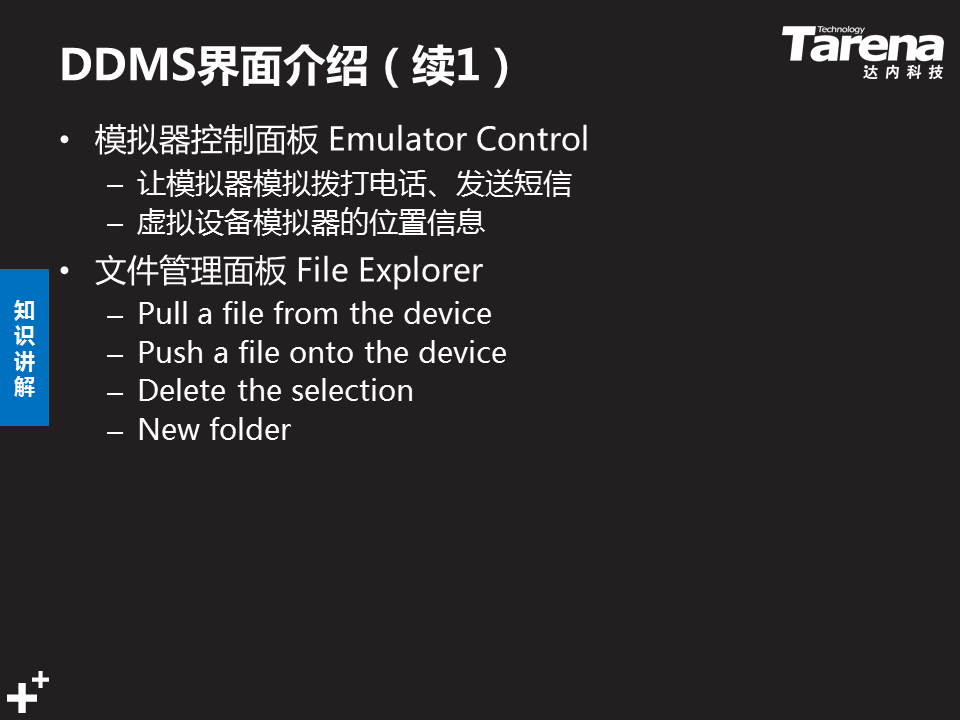 DDMS界面介绍（续1）
Technology
Tarena
达内科技
• 模拟器控制面板 Emulator Control
– 让模拟器模拟拨打电话、发送短信
– 虚拟设备模拟器的位置信息
• 文件管理面板 File Explorer
– Pull a file from the device
– Push a file onto the device
– Delete the selection
– New folder
知识讲解